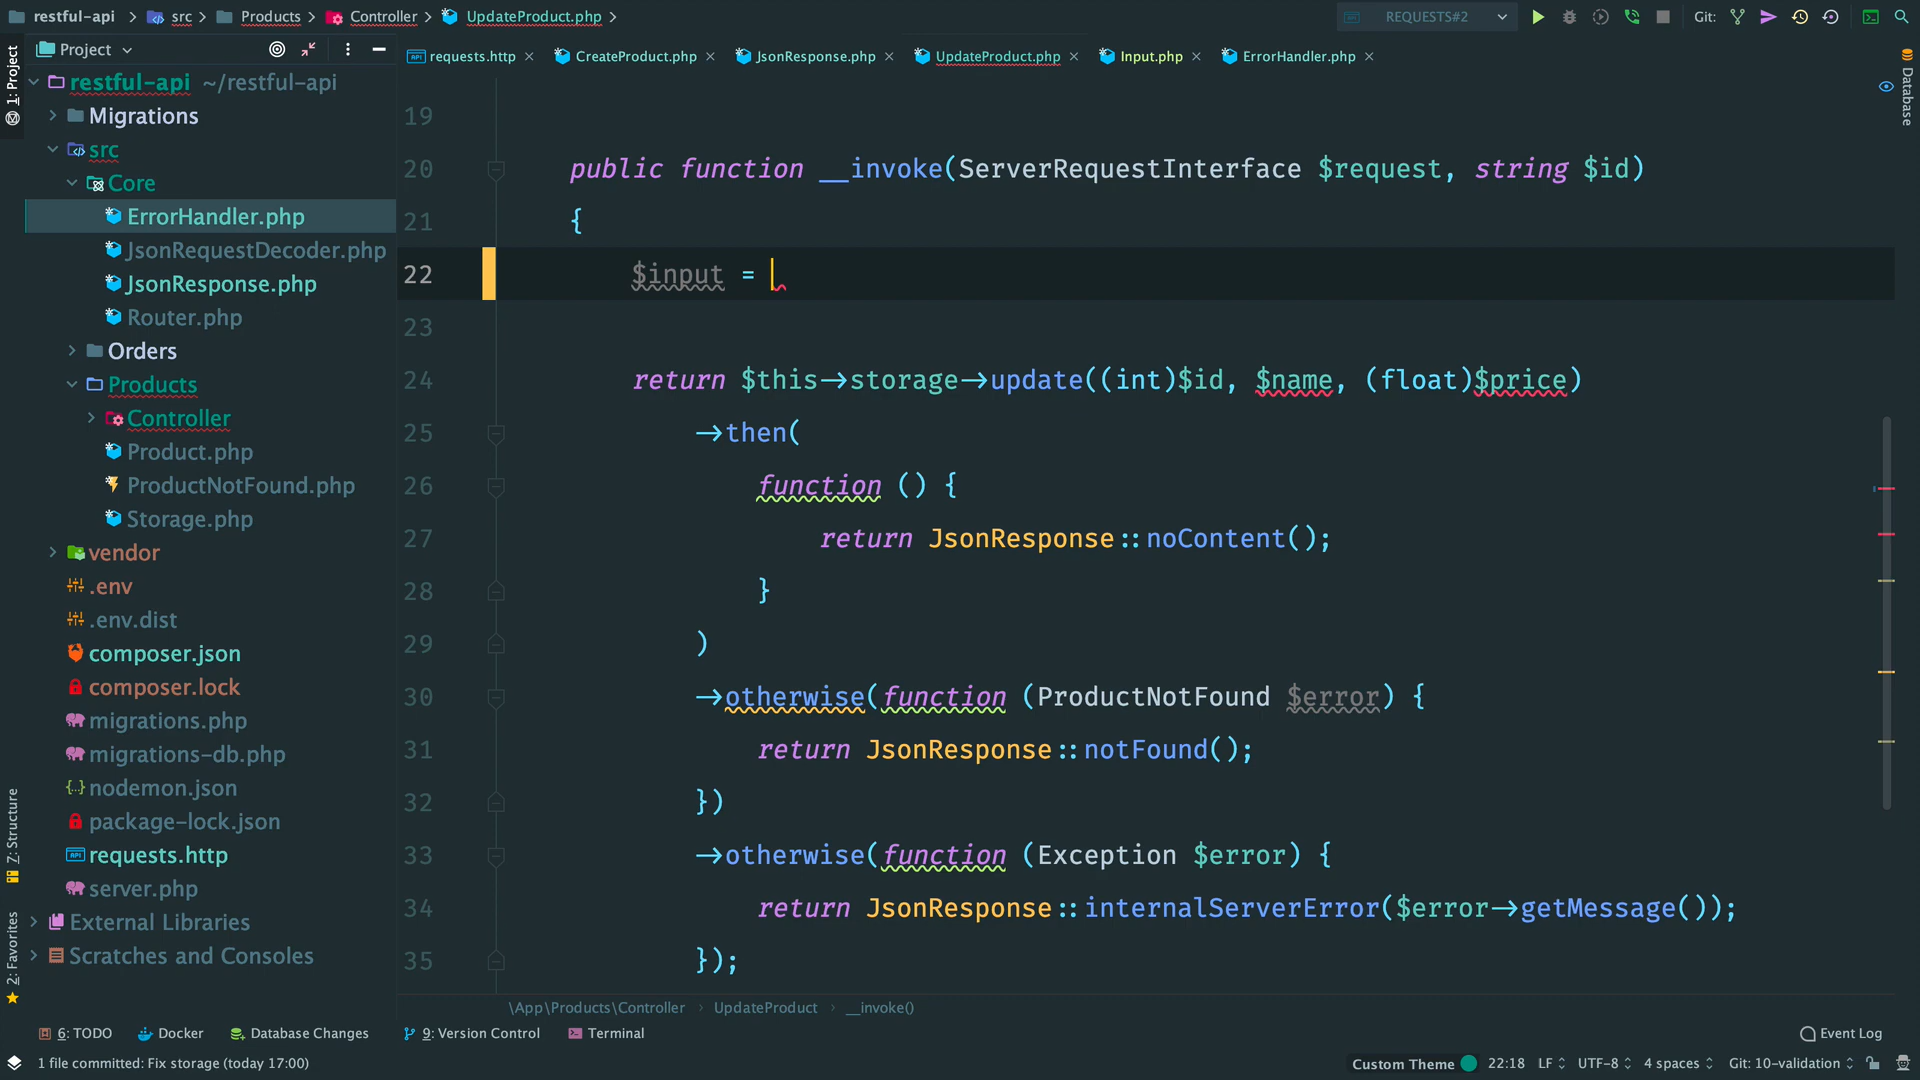 restful-api > src > Products > Controller > UpdateProduct.php >
REQUESTS#2
Git:
Project
requests.http
CreateProduct.php
JsonResponse.php
UpdateProduct.php
Input.php
ErrorHandler.php
1: Project
Database
restful-api ~/restful-api
Migrations
src
Core
ErrorHandler.php
JsonRequestDecoder.php
JsonResponse.php
Router.php
Orders
Products
Controller
Product.php
ProductNotFound.php
Storage.php
vendor
.env
.env.dist
composer.json
composer.lock
migrations.php
migrations-db.php
nodemon.json
package-lock.json
requests.http
server.php
External Libraries
Scratches and Consoles
Z: Structure
2: Favorites
19
20 public function __invoke(ServerRequestInterface $request, string $id)
21 {
22 $input =
23
24 return $this->storage->update((int)$id, $name, (float)$price)
25 ->then(
26 function () {
27 return JsonResponse::noContent();
28 }
29 )
30 ->otherwise(function (ProductNotFound $error) {
31 return JsonResponse::notFound();
32 })
33 ->otherwise(function (Exception $error) {
34 return JsonResponse::internalServerError($error->getMessage());
35 });
\App\Products\Controller > UpdateProduct > __invoke()
6: TODO
Docker
Database Changes
9: Version Control
Terminal
Event Log
1 file committed: Fix storage (today 17:00)
Custom Theme
22:18
LF
UTF-8
4 spaces
Git: 10-validation